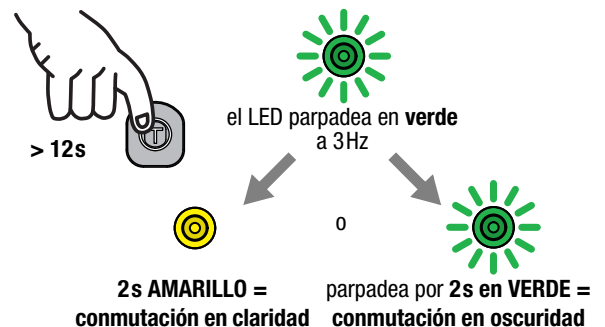 T
> 12s
el LED parpadea en verde
a 3Hz
o
2s AMARILLO =
conmutación en claridad
parpadea por 2s en VERDE =
conmutación en oscuridad